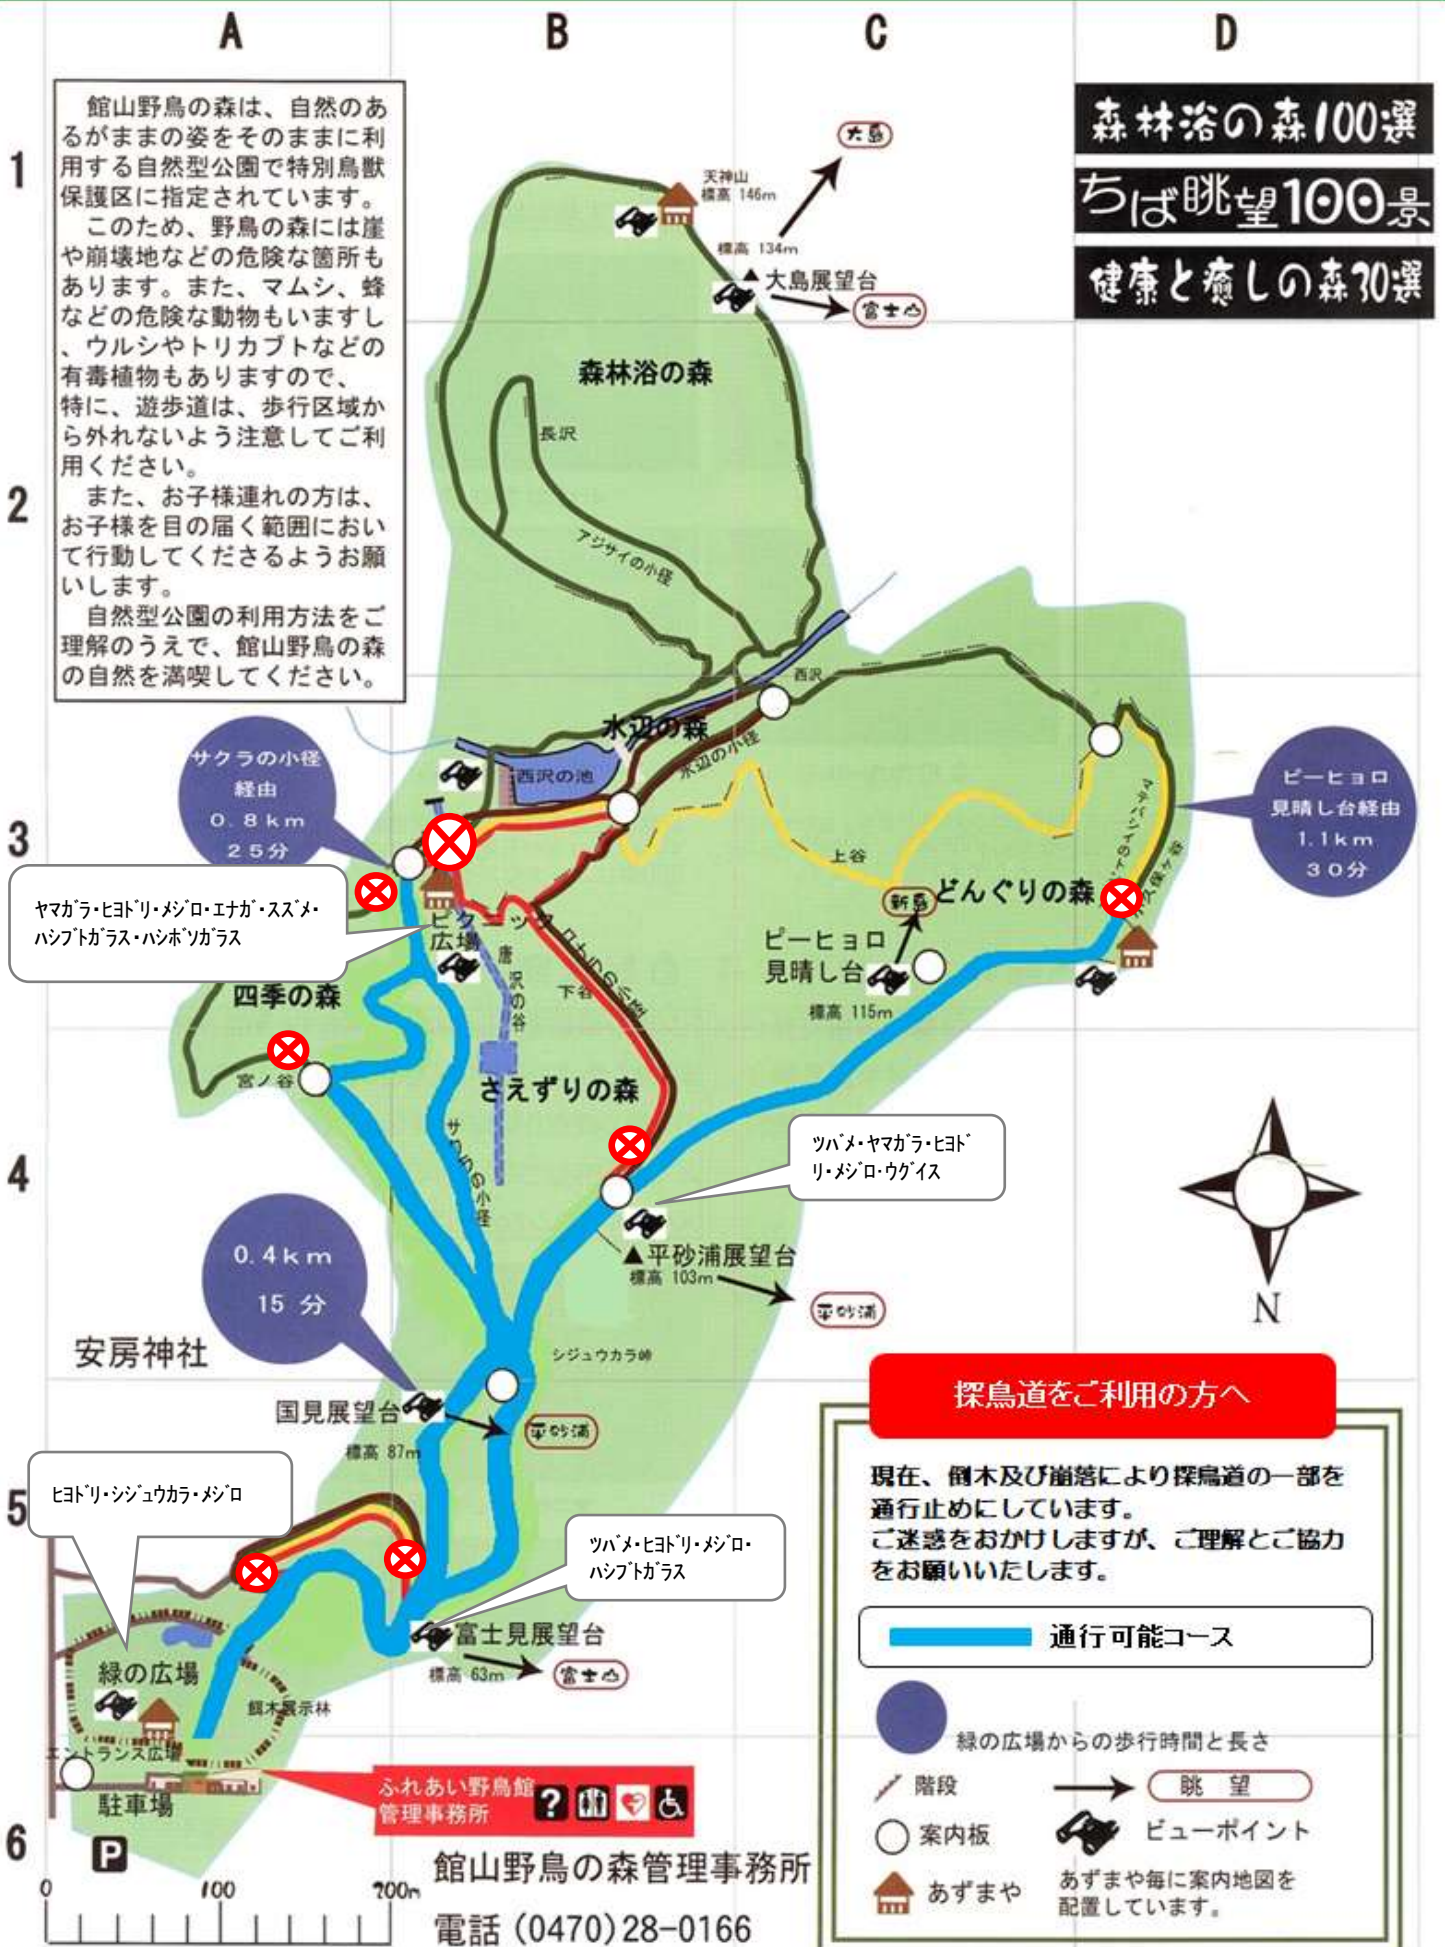 A
B
C
D
1
2
3
4
5
6
館山野鳥の森は、自然のあ
るがままの姿をそのままに利
用する自然型公園で特別鳥獣
保護区に指定されています。
このため、野鳥の森には崖
や崩壊地などの危険な箇所も
あります。また、マムシ、蜂
などの危険な動物もいますし
、ウルシやトリカブトなどの
有毒植物もありますので、
特に、遊歩道は、歩行区域か
ら外れないよう注意してご利
用ください。
また、お子様連れの方は、
お子様を目の届く範囲におい
て行動してくださるようお願
いします。
自然型公園の利用方法をご
理解のうえで、館山野鳥の森
の自然を満喫してください。
森林浴の森100選
ちば眺望100景
健康と癒しの森30選
大島
天神山
標高 146m
標高 134m
大島展望台
富士山
森林浴の森
長沢
アジサイの小径
西沢
水辺の森
水辺の小径
西沢の池
サクラの小径
経由
0.8km
25分
ピーヒョロ
見晴し台経由
1.1km
30分
上谷
どんぐりの森
新島
ピーヒョロ
見晴し台
標高 115m
ヤマガラ・ヒヨドリ・メジロ・エナガ・スズメ・
ハシブトガラス・ハシボソガラス
広場
唐沢の谷
下谷
四季の森
宮ノ谷
さえずりの森
ツバメ・ヤマガラ・ヒヨド
リ・メジロ・ウグイス
平砂浦展望台
標高 103m
平砂浦
N
0.4km
15 分
安房神社
シジュウカラ峠
国見展望台
標高 87m
平砂浦
ヒヨドリ・シジュウカラ・メジロ
ツバメ・ヒヨドリ・メジロ・
ハシブトガラス
富士見展望台
標高 63m
富士山
緑の広場
餌木展示林
エントランス広場
駐車場
P
ふれあい野鳥館
管理事務所
?
館山野鳥の森管理事務所
電話 (0470)28-0166
0 100 200m
探鳥道をご利用の方へ
現在、倒木及び崩落により探鳥道の一部を
通行止めにしています。
ご迷惑をおかけしますが、ご理解とご協力
をお願いいたします。
通行可能コース
緑の広場からの歩行時間と長さ
階段
眺望
案内板
ビューポイント
あずまや
あずまや毎に案内地図を
配置しています。